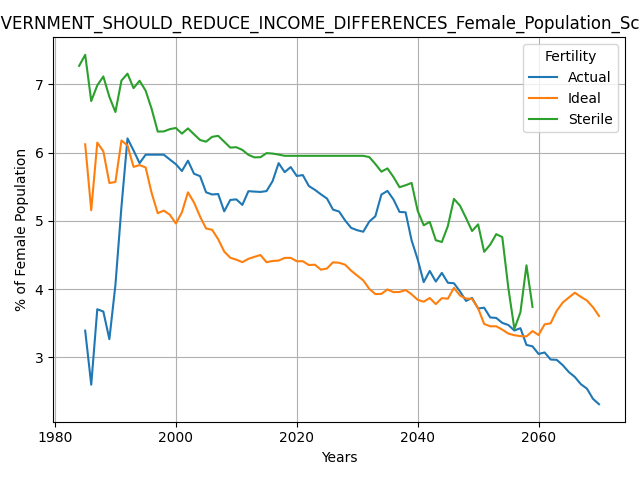 VERNMENT_SHOULD_REDUCE_INCOME_DIFFERENCES_Female_Population_Sc
Fertility
Actual
Ideal
Sterile
% of Female Population
7
6
5
4
3
1980 2000 2020 2040 2060
Years